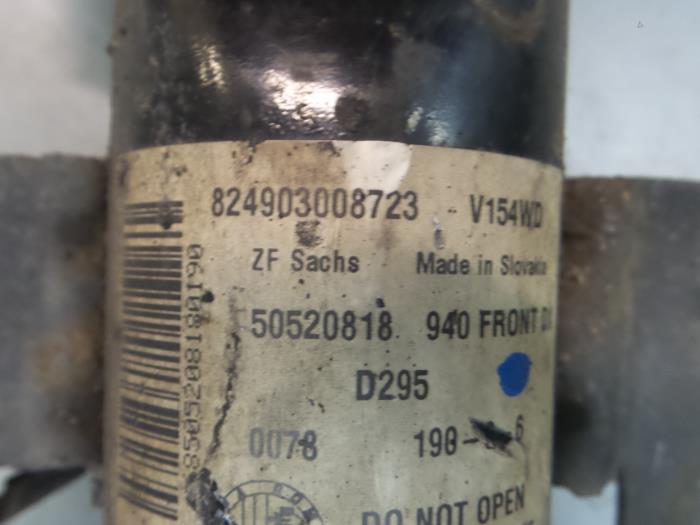 824903008723 V154WD
ZF Sachs Made in Slovakia
50520818 940 FRONT
D295
0078
DO NOT OPEN